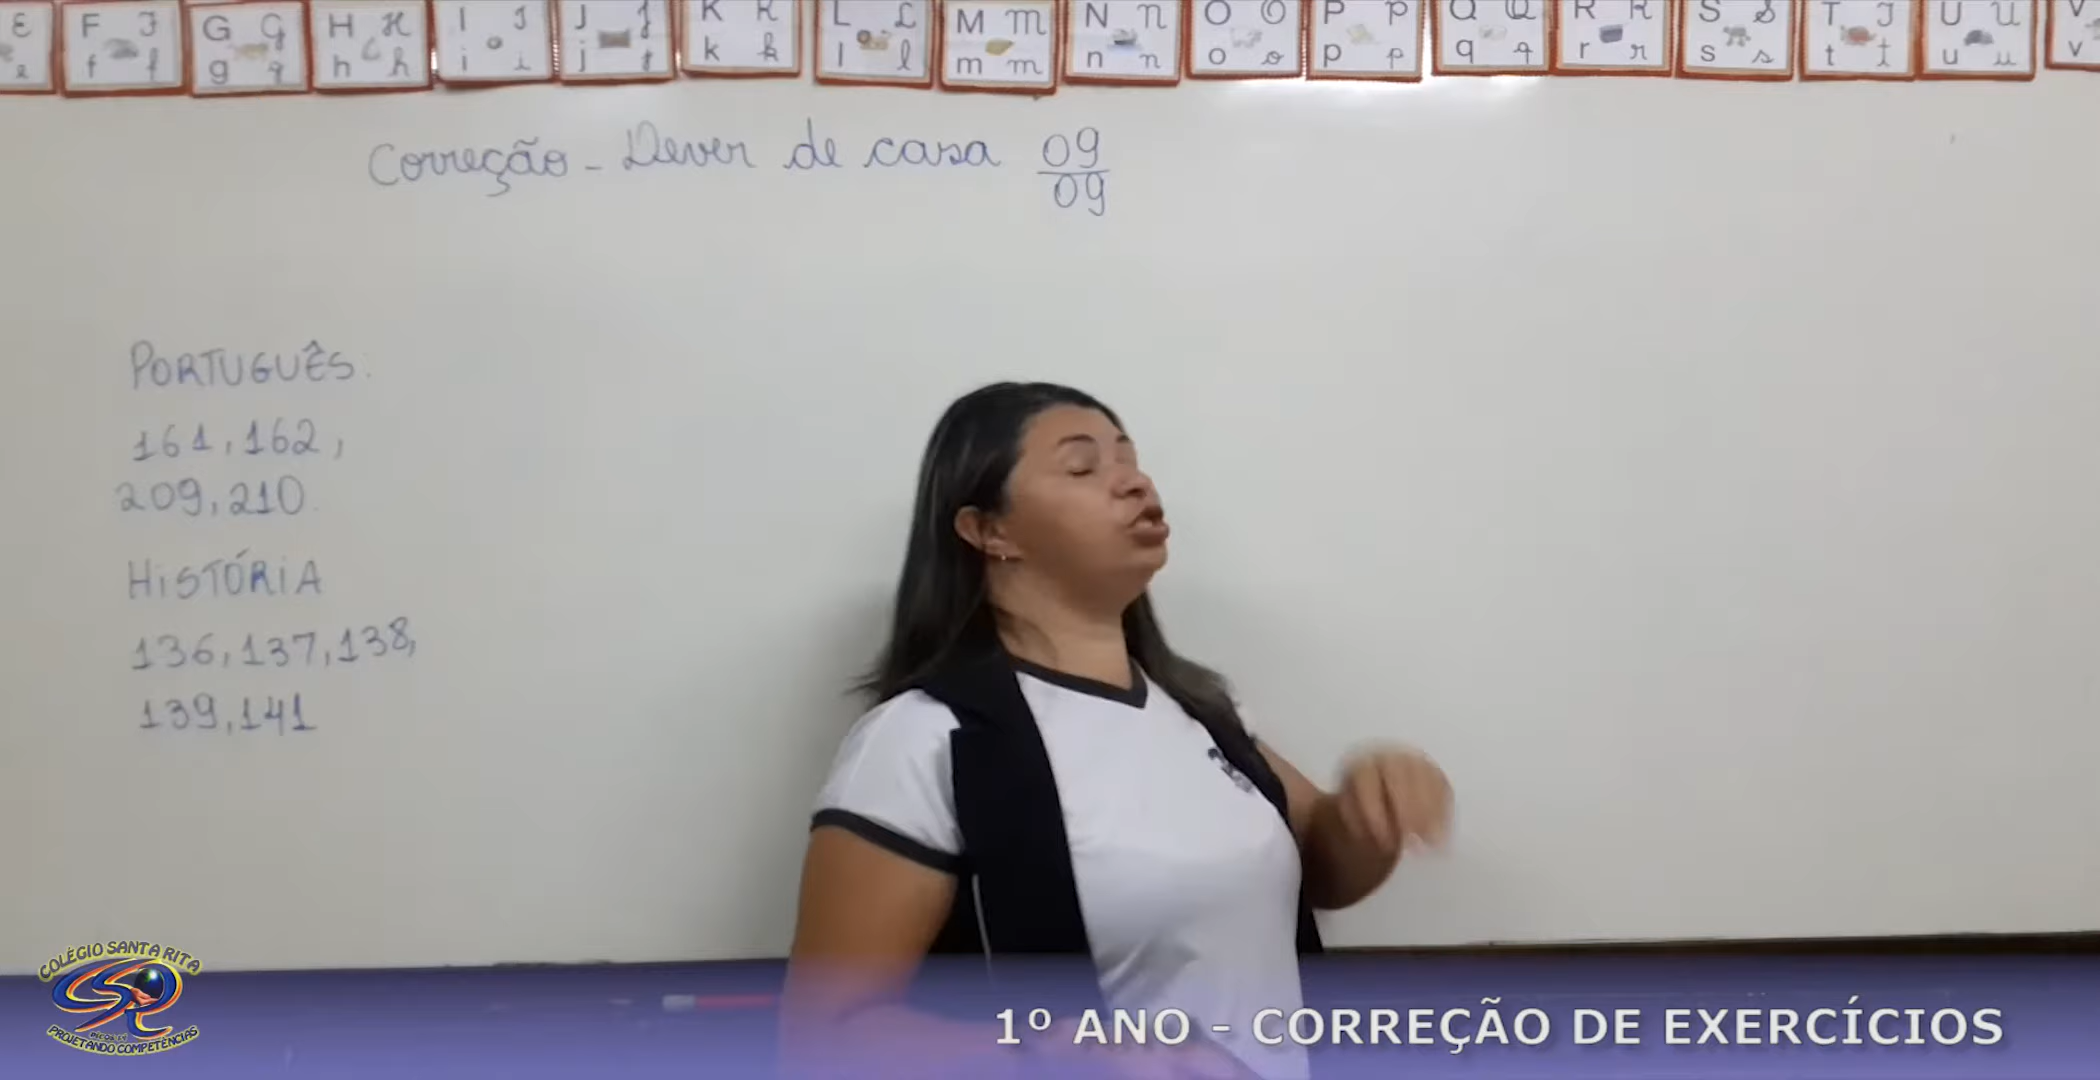 E
F F G G H H I I J J K K L L M M N N O O P P Q Q R R S S T T U U V
e f f g g h h i i j j k k l l m m n n o o p p q q r r s s t t u u v
Correção - Dever de casa 09
09
PORTUGUÊS:
161, 162,
209, 210.
HiSTÓRiA
136, 137, 138,
139, 141
COLÉGIO SANTA RITA
PROJETANDO COMPETÊNCIAS
1º ANO - CORREÇÃO DE EXERCÍCIOS